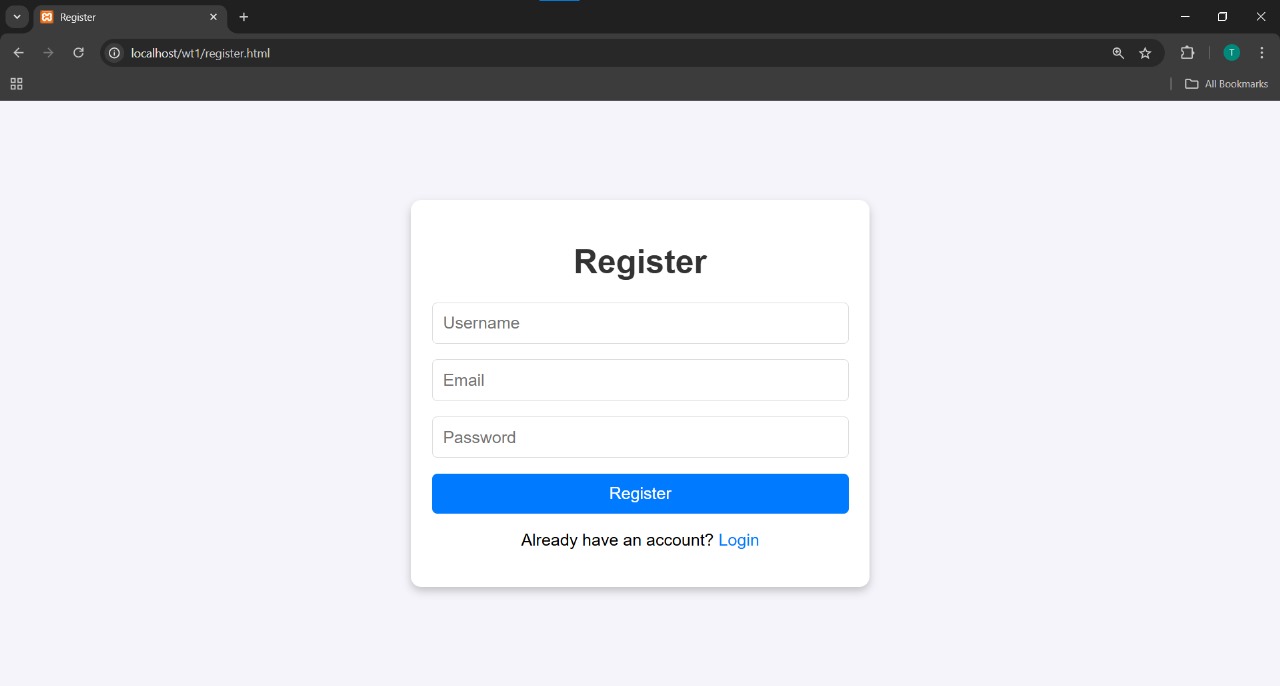 Register
localhost/wt1/register.html
T
All Bookmarks
Register
Username
Email
Password
Register
Already have an account? Login